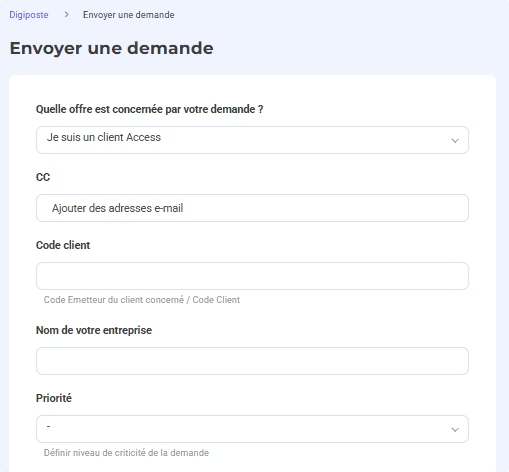 Digiposte > Envoyer une demande
Envoyer une demande
Quelle offre est concernée par votre demande ?
Je suis un client Access
CC
Ajouter des adresses e-mail
Code client
Code Emetteur du client concerné / Code Client
Nom de votre entreprise
Priorité
-
Définir niveau de criticité de la demande